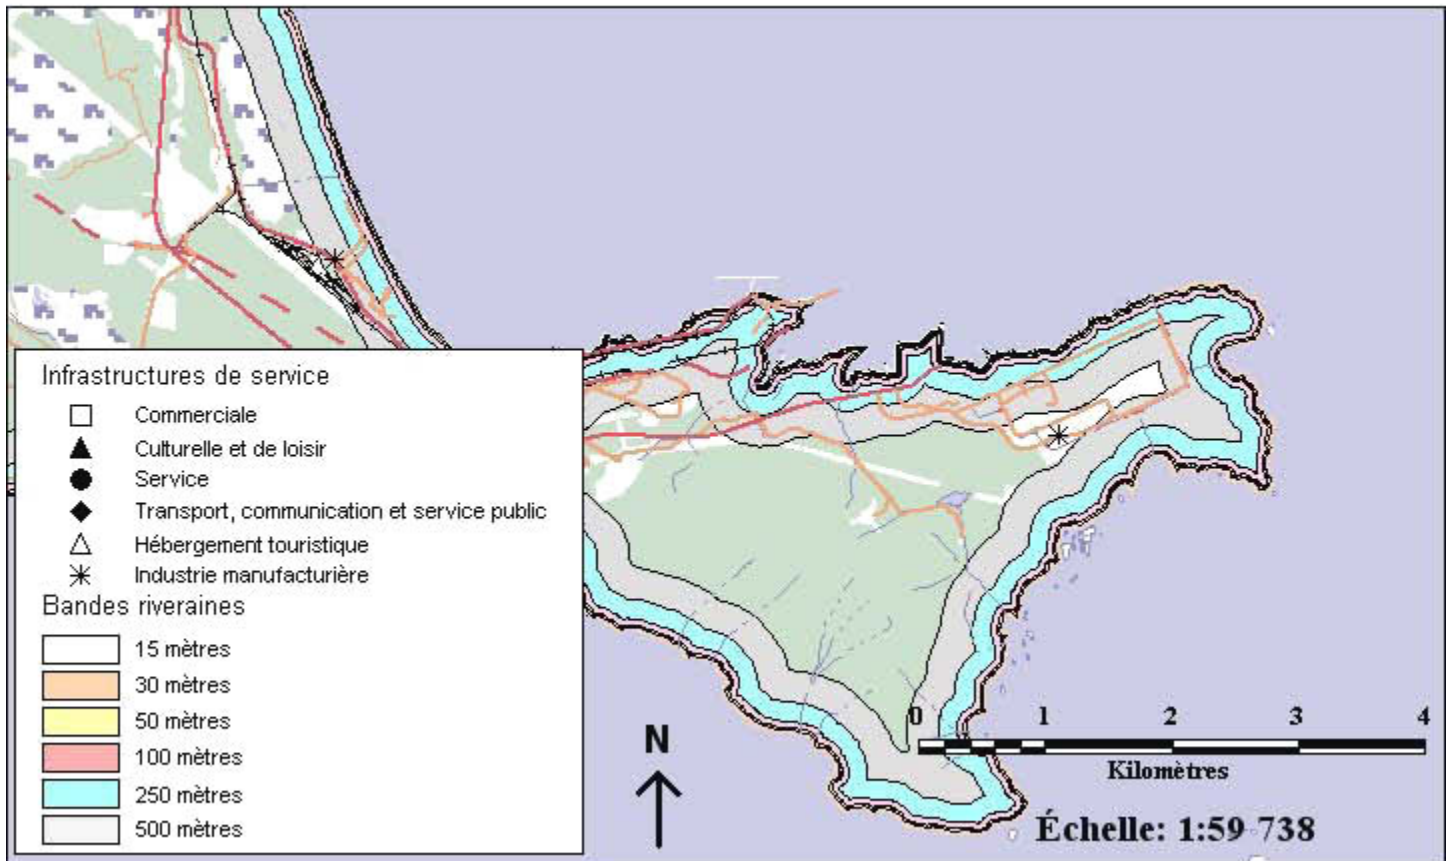 Infrastructures de service
Commerciale
Culturelle et de loisir
Service
Transport, communication et service public
Hébergement touristique
Industrie manufacturière
Bandes riveraines
15 mètres
30 mètres
50 mètres
100 mètres
250 mètres
500 mètres
N
0 1 2 3 4
Kilomètres
Échelle: 1:59 738